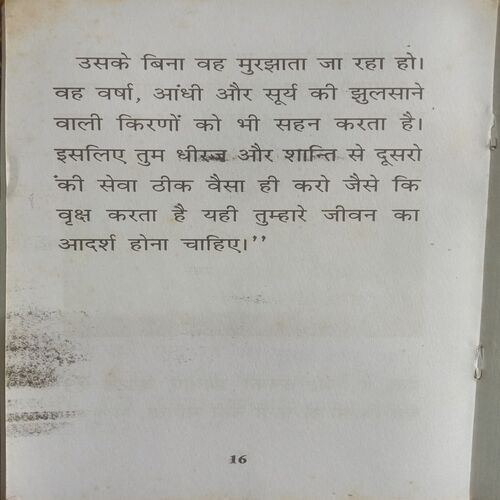 उसके बिना वह मुरझाता जा रहा हो।
वह वर्षा, आंधी और सूर्य की झुलसाने
वाली किरणों को भी सहन करता है।
इसलिए तुम धीरज और शान्ति से दूसरो
की सेवा ठीक वैसा ही करो जैसे कि
वृक्ष करता है यही तुम्हारे जीवन का
आदर्श होना चाहिए।’’
16